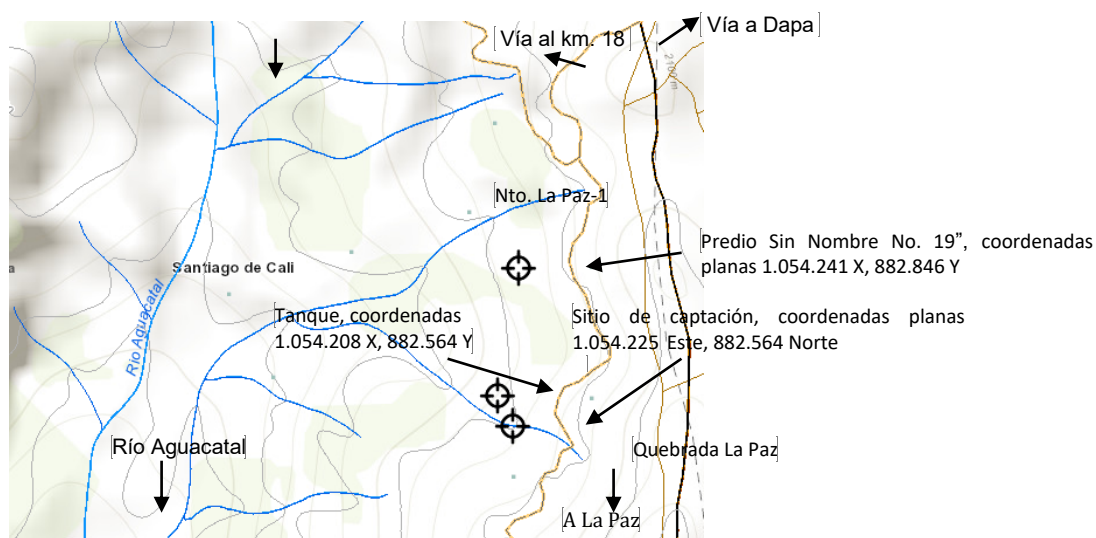 Vía a Dapa
Vía al km. 18
2100m
Nto. La Paz-1
Predio Sin Nombre No. 19”, coordenadas
planas 1.054.241 X, 882.846 Y
Santiago de Cali
Río Aguacatal
Tanque, coordenadas
1.054.208 X, 882.564 Y
Sitio de captación, coordenadas planas
1.054.225 Este, 882.564 Norte
Río Aguacatal
Quebrada La Paz
A La Paz